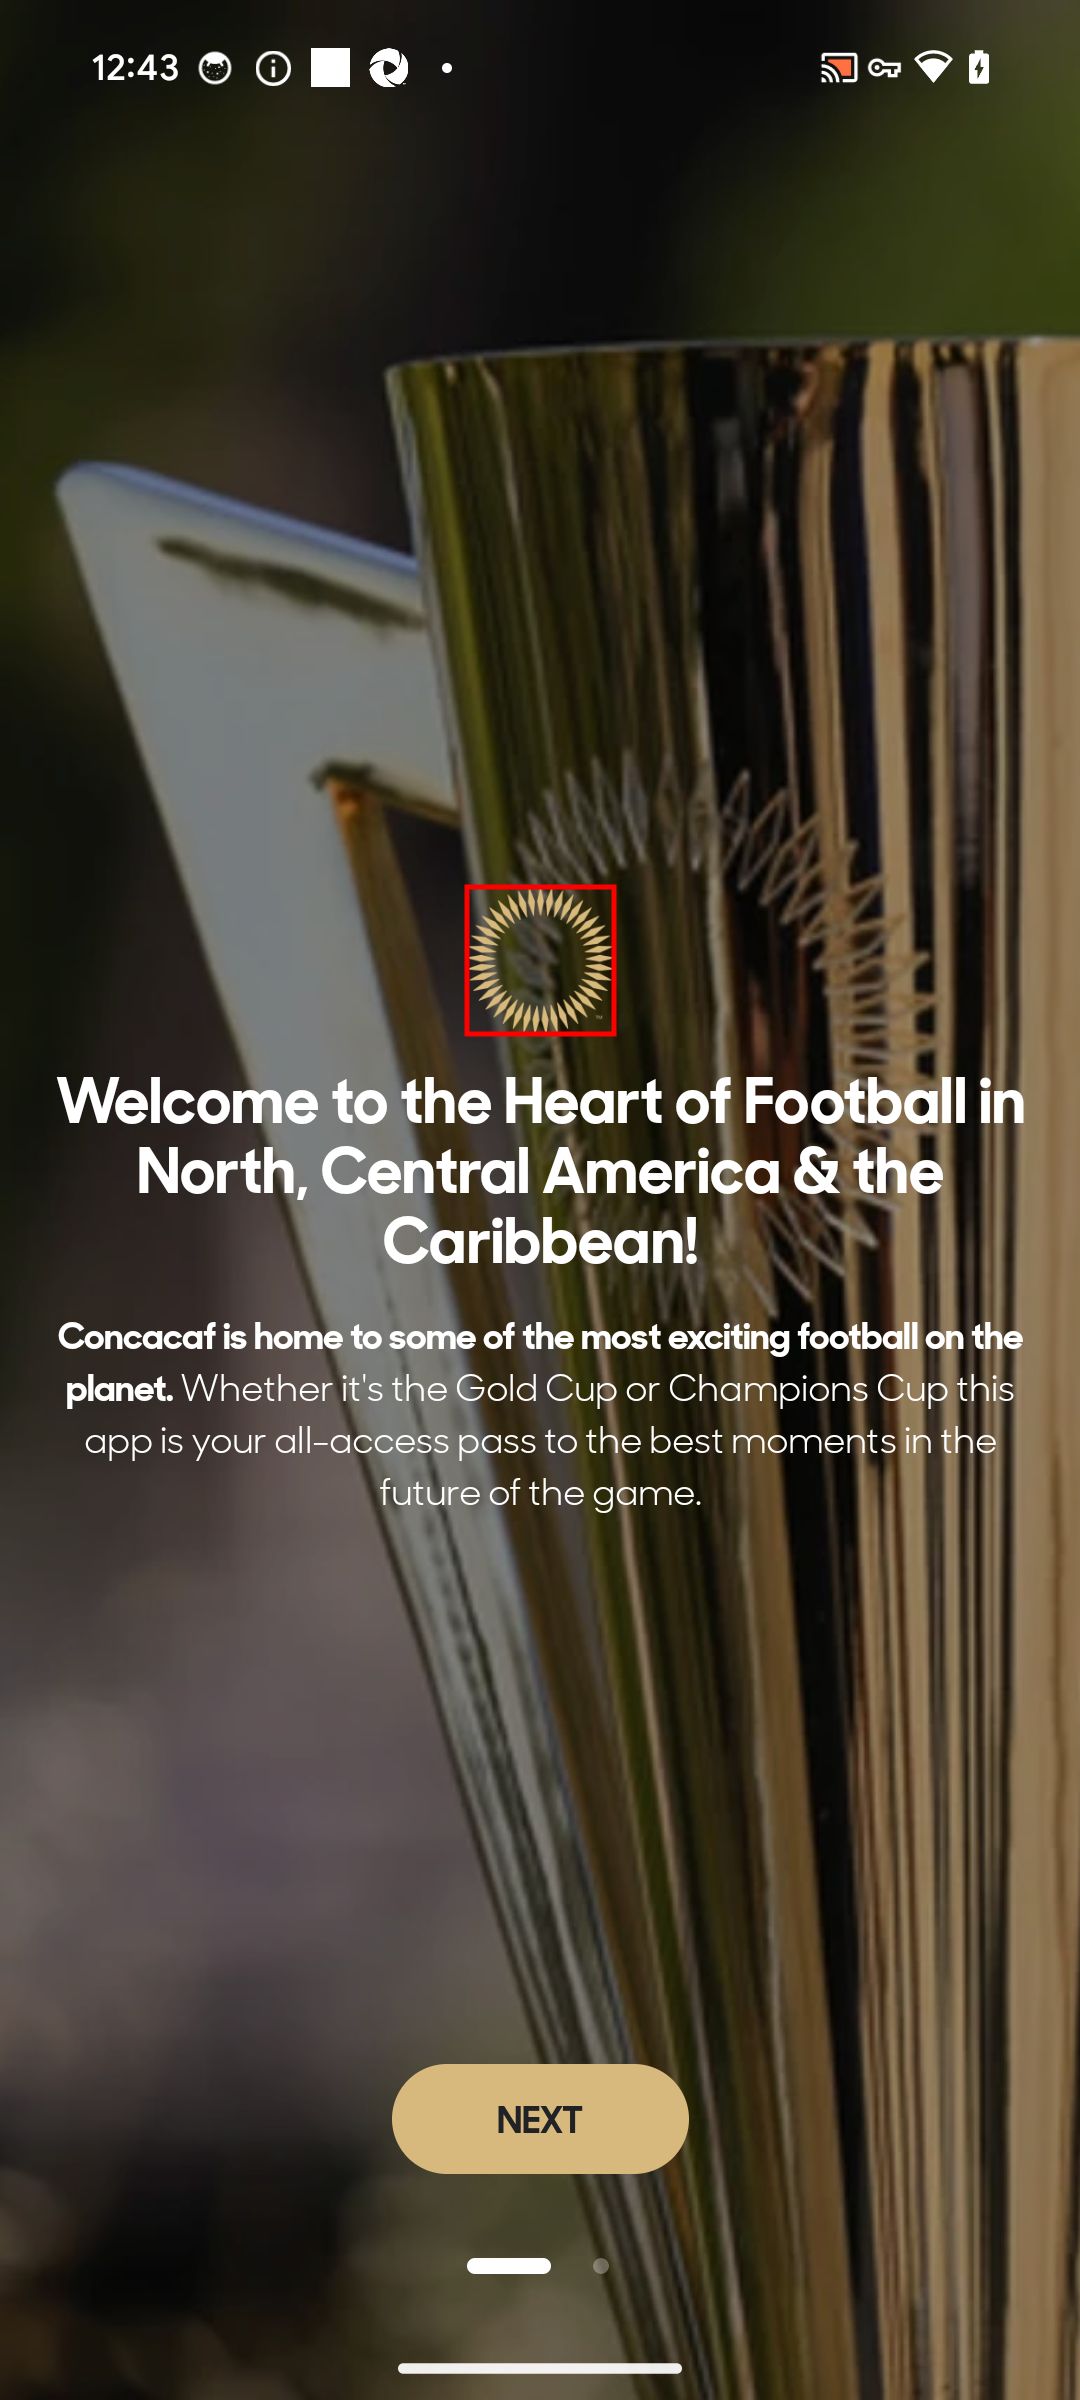 12:43
Welcome to the Heart of Football in
North, Central America & the
Caribbean!
Concacaf is home to some of the most exciting football on the
planet. Whether it's the Gold Cup or Champions Cup this
app is your all-access pass to the best moments in the
future of the game.
NEXT